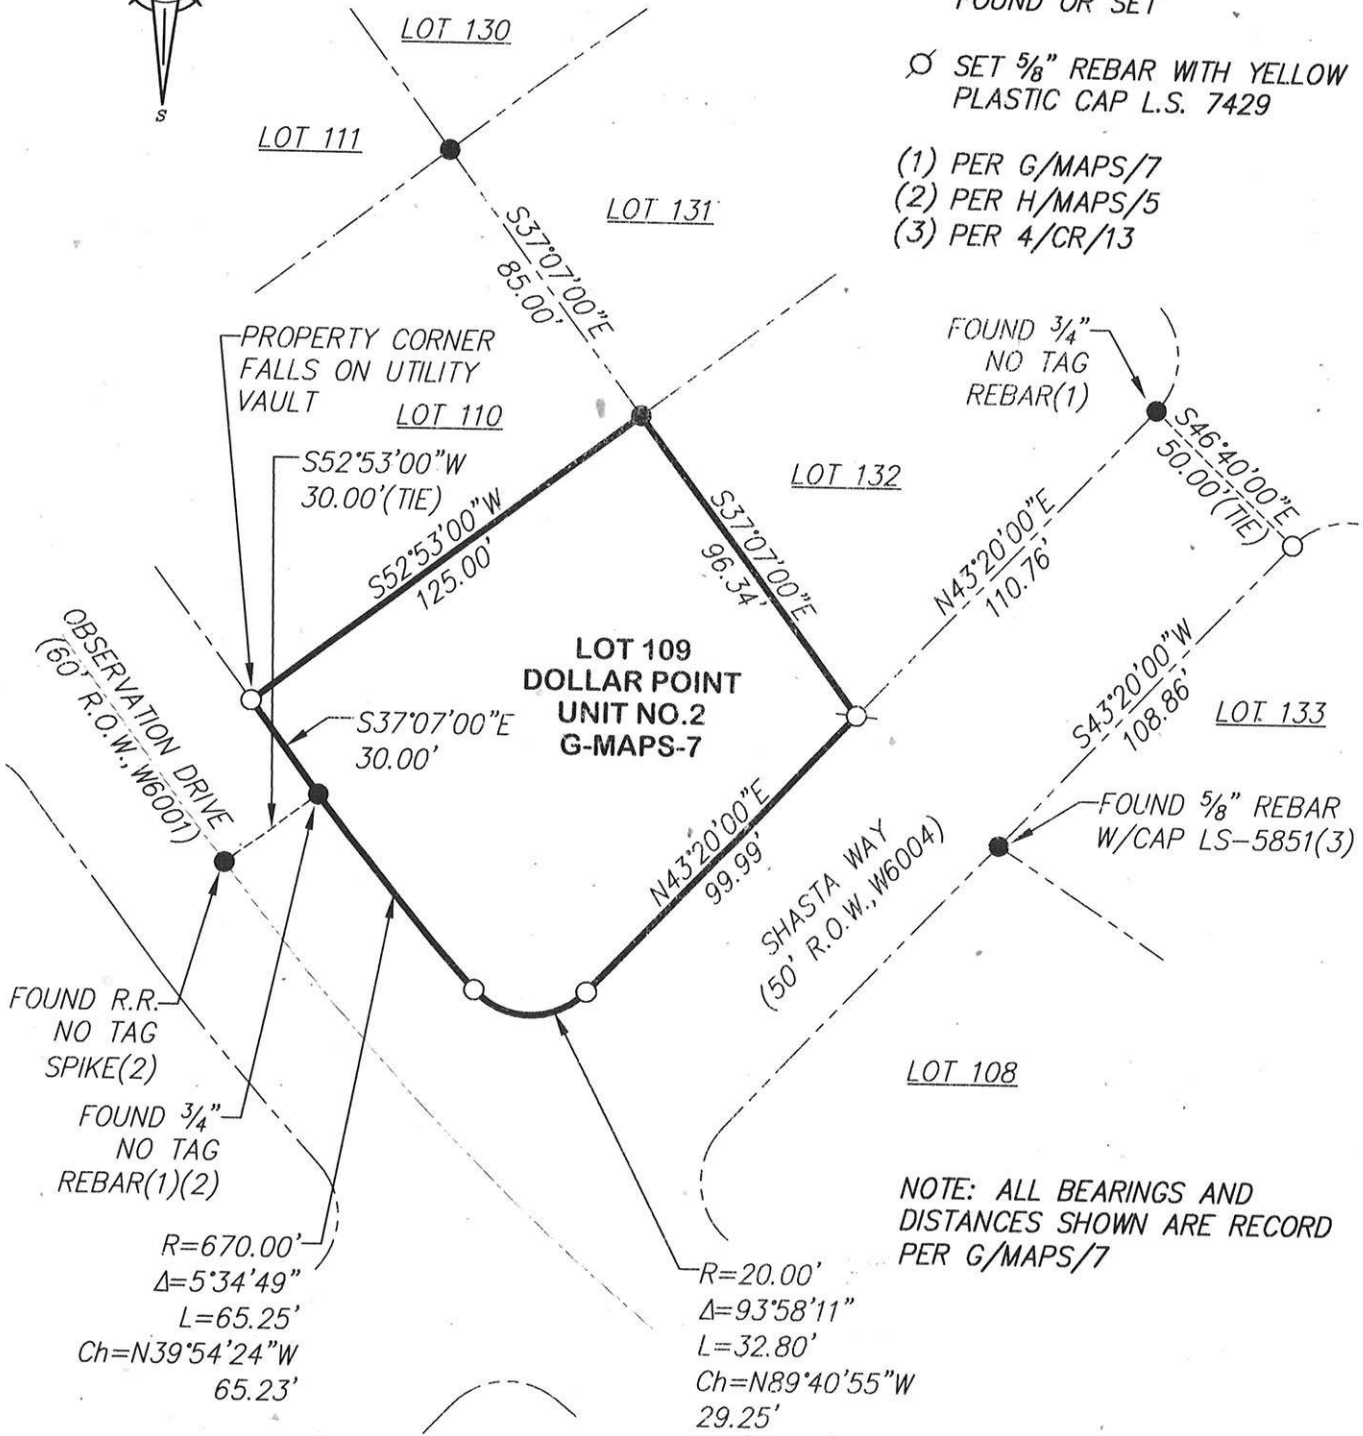 FOUND OR SET
SET 5/8" REBAR WITH YELLOW
PLASTIC CAP L.S. 7429
(1) PER G/MAPS/7
(2) PER H/MAPS/5
(3) PER 4/CR/13
S
LOT 130
LOT 111
LOT 131
S37°07'00"E
85.00'
PROPERTY CORNER
FALLS ON UTILITY
VAULT
LOT 110
S52°53'00"W
30.00'(TIE)
S52°53'00"W
125.00'
FOUND 3/4"
NO TAG
REBAR(1)
LOT 132
S46°40'00"E
50.00'(TIE)
S37°07'00"E
96.34'
N43°20'00"E
110.76'
OBSERVATION DRIVE
(60' R.O.W., W6001)
LOT 109
DOLLAR POINT
UNIT NO.2
G-MAPS-7
S37°07'00"E
30.00'
S43°20'00"W
108.86'
LOT 133
FOUND 5/8" REBAR
W/CAP LS-5851(3)
N43°20'00"E
99.99'
SHASTA WAY
(50' R.O.W., W6004)
FOUND R.R.
NO TAG
SPIKE(2)
FOUND 3/4"
NO TAG
REBAR(1)(2)
LOT 108
R=670.00'
Δ=5°34'49"
L=65.25'
Ch=N39°54'24"W
65.23'
R=20.00'
Δ=93°58'11"
L=32.80'
Ch=N89°40'55"W
29.25'
NOTE: ALL BEARINGS AND
DISTANCES SHOWN ARE RECORD
PER G/MAPS/7